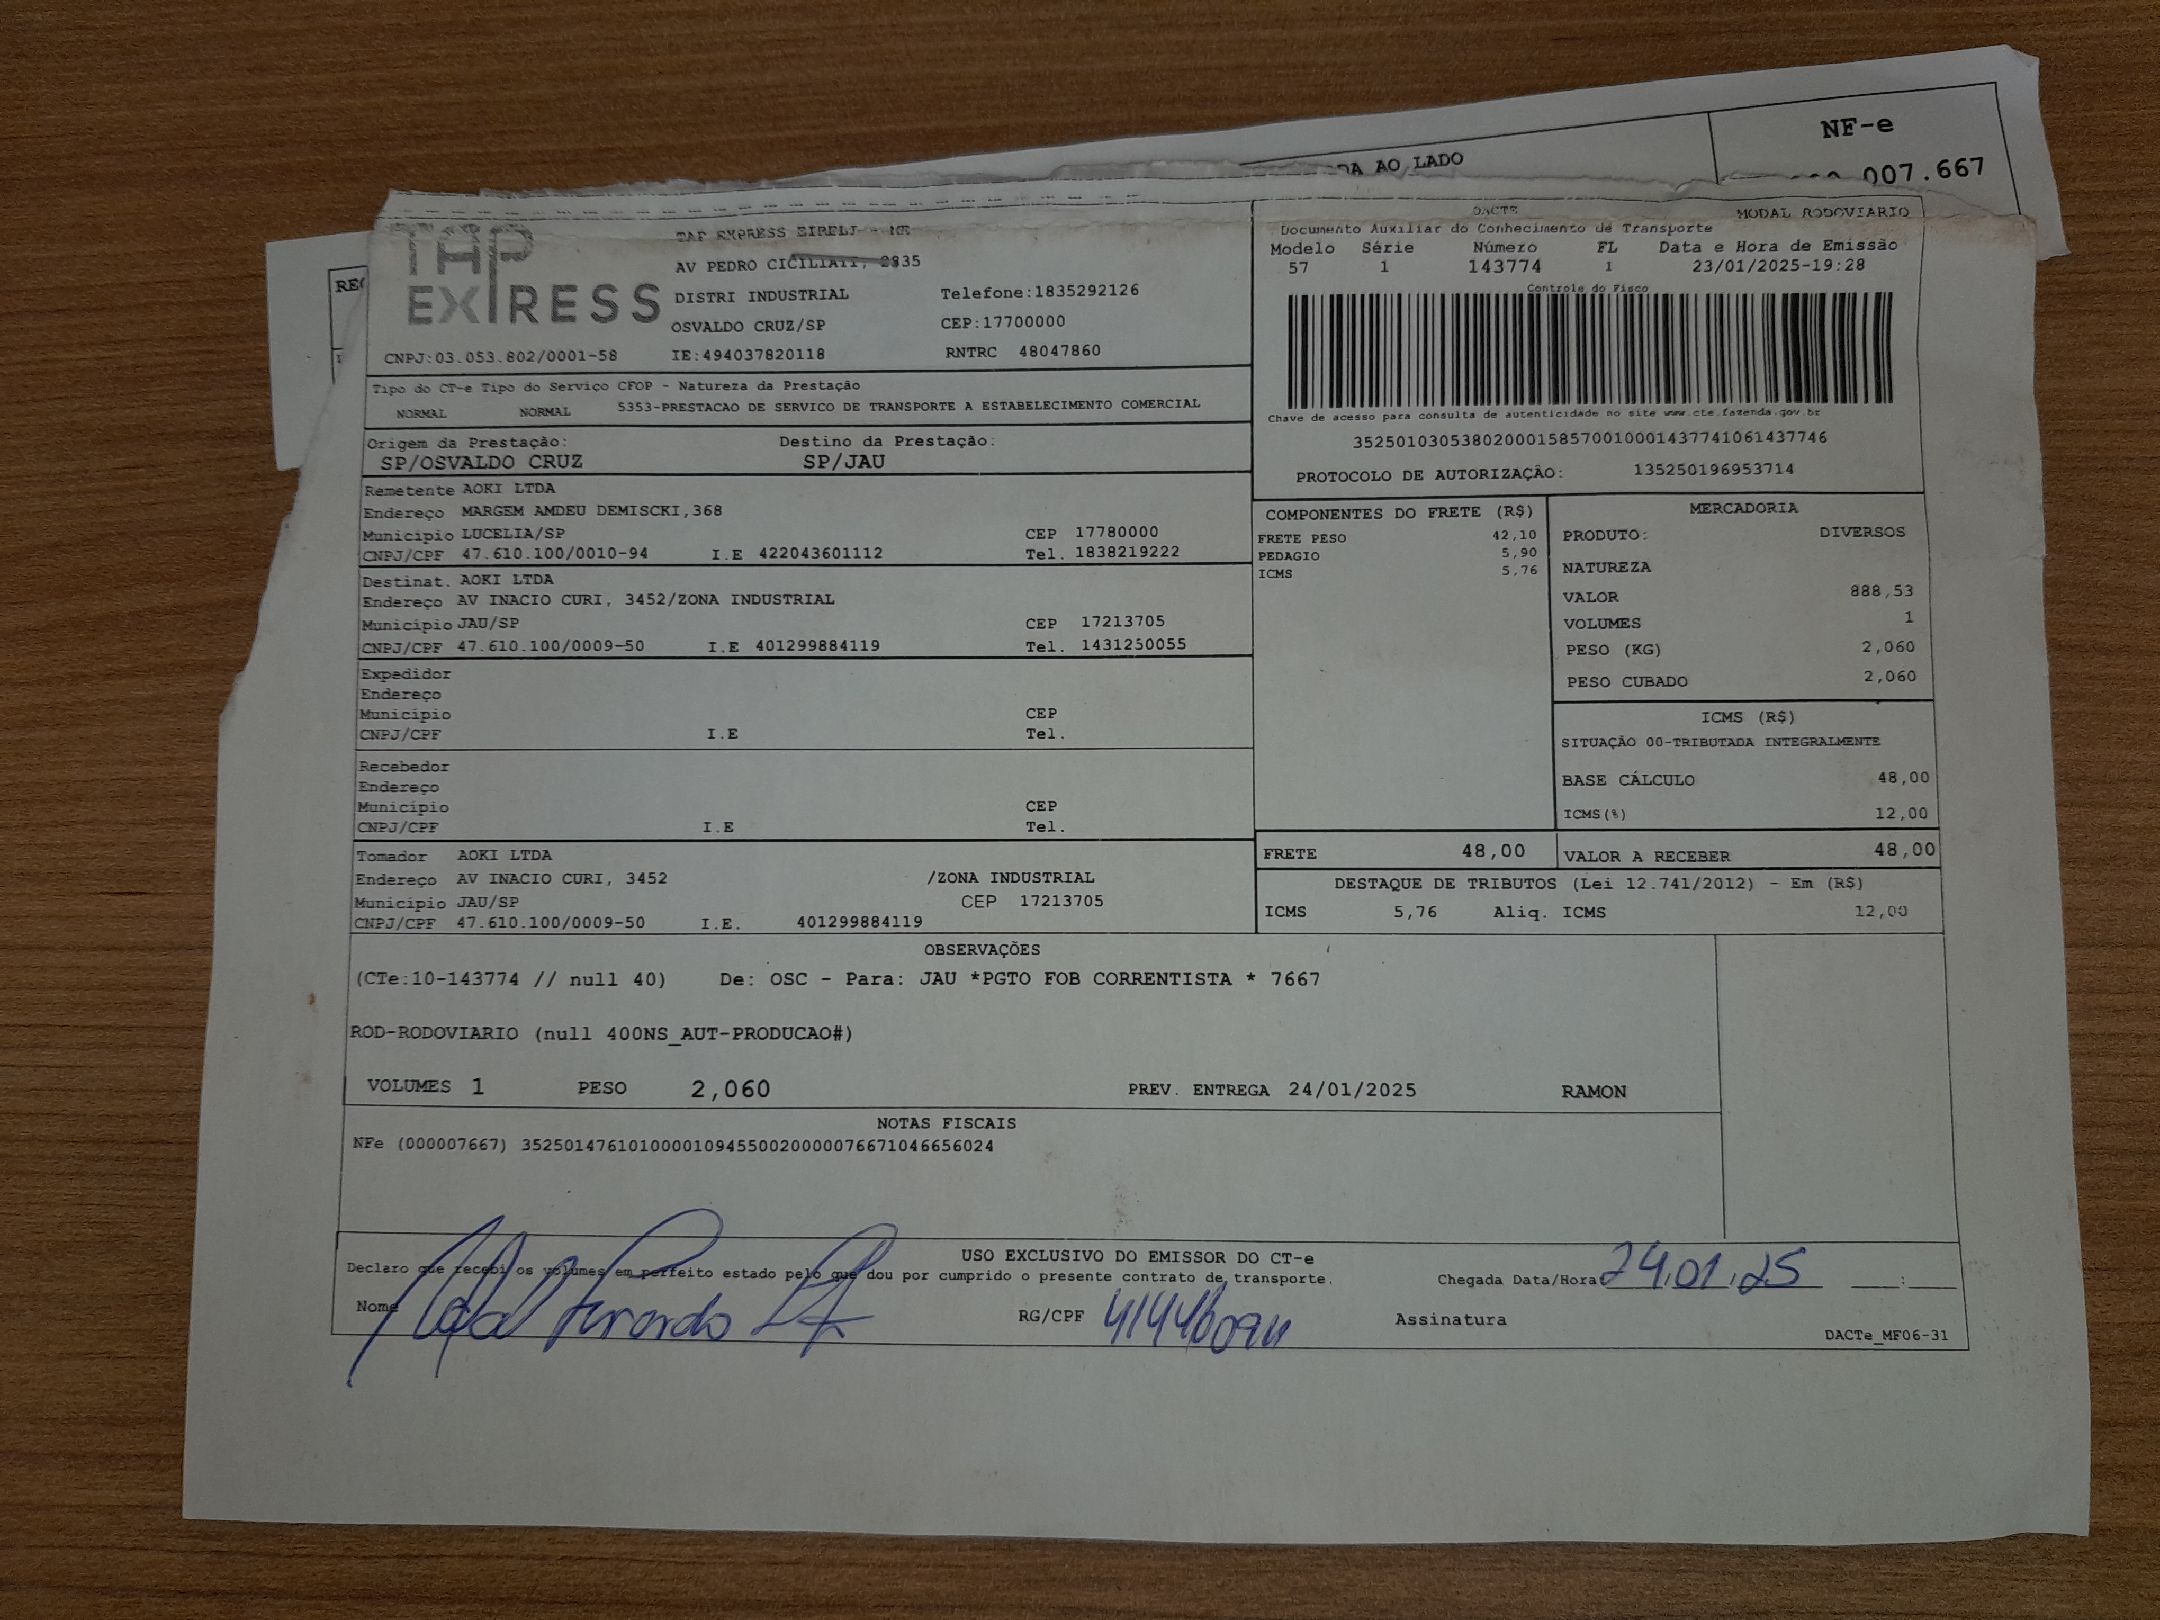 NF-e
DA AO LADO
007.667
REC
TAP EXPRESS
TAP EXPRESS EIRELI - ME
AV PEDRO CICILIATI, 2835
DISTRI INDUSTRIAL Telefone:1835292126
OSVALDO CRUZ/SP CEP:17700000
CNPJ:03.053.802/0001-58 IE:494037820118 RNTRC 48047860
DACTE MODAL RODOVIARIO
Documento Auxiliar do Conhecimento de Transporte
Modelo Série Número FL Data e Hora de Emissão
57 1 143774 1 23/01/2025-19:28
Controle do Fisco
Chave de acesso para consulta de autenticidade no site www.cte.fazenda.gov.br
35250103053802000158570010001437741061437746
PROTOCOLO DE AUTORIZAÇÃO: 135250196953714
Tipo do CT-e Tipo do Serviço CFOP - Natureza da Prestação
NORMAL NORMAL 5353-PRESTACAO DE SERVICO DE TRANSPORTE A ESTABELECIMENTO COMERCIAL
Origem da Prestação: Destino da Prestação:
SP/OSVALDO CRUZ SP/JAU
Remetente AOKI LTDA
Endereço MARGEM AMDEU DEMISCKI,368
Município LUCELIA/SP CEP 17780000
CNPJ/CPF 47.610.100/0010-94 I.E 422043601112 Tel. 1838219222
Destinat. AOKI LTDA
Endereço AV INACIO CURI, 3452/ZONA INDUSTRIAL
Município JAU/SP CEP 17213705
CNPJ/CPF 47.610.100/0009-50 I.E 401299884119 Tel. 1431250055
Expedidor
Endereço
Município CEP
CNPJ/CPF I.E Tel.
Recebedor
Endereço
Município CEP
CNPJ/CPF I.E Tel.
Tomador AOKI LTDA
Endereço AV INACIO CURI, 3452 /ZONA INDUSTRIAL
Município JAU/SP CEP 17213705
CNPJ/CPF 47.610.100/0009-50 I.E. 401299884119
COMPONENTES DO FRETE (R$)
FRETE PESO 42,10
PEDAGIO 5,90
ICMS 5,76
MERCADORIA
PRODUTO: DIVERSOS
NATUREZA
VALOR 888,53
VOLUMES 1
PESO (KG) 2,060
PESO CUBADO 2,060
ICMS (R$)
SITUAÇÃO 00-TRIBUTADA INTEGRALMENTE
BASE CÁLCULO 48,00
ICMS(%) 12,00
FRETE 48,00 VALOR A RECEBER 48,00
DESTAQUE DE TRIBUTOS (Lei 12.741/2012) - Em (R$)
ICMS 5,76 Aliq. ICMS 12,00
OBSERVAÇÕES
(CTe:10-143774 // null 40) De: OSC - Para: JAU *PGTO FOB CORRENTISTA * 7667
ROD-RODOVIARIO (null 400NS_AUT-PRODUCAO#)
VOLUMES 1 PESO 2,060 PREV. ENTREGA 24/01/2025 RAMON
NOTAS FISCAIS
NFe (000007667) 35250147610100001094550020000076671046656024
USO EXCLUSIVO DO EMISSOR DO CT-e
Declaro que recebi os volumes em perfeito estado pelo que dou por cumprido o presente contrato de transporte. Chegada Data/Hora 24.01.25 __:__
Nome RG/CPF Assinatura
DACTe_MF06-31